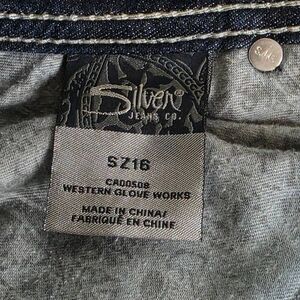 Silver
JEANS CO.
SZ16
CA00508
WESTERN GLOVE WORKS
MADE IN CHINA/
FABRIQUÉ EN CHINE